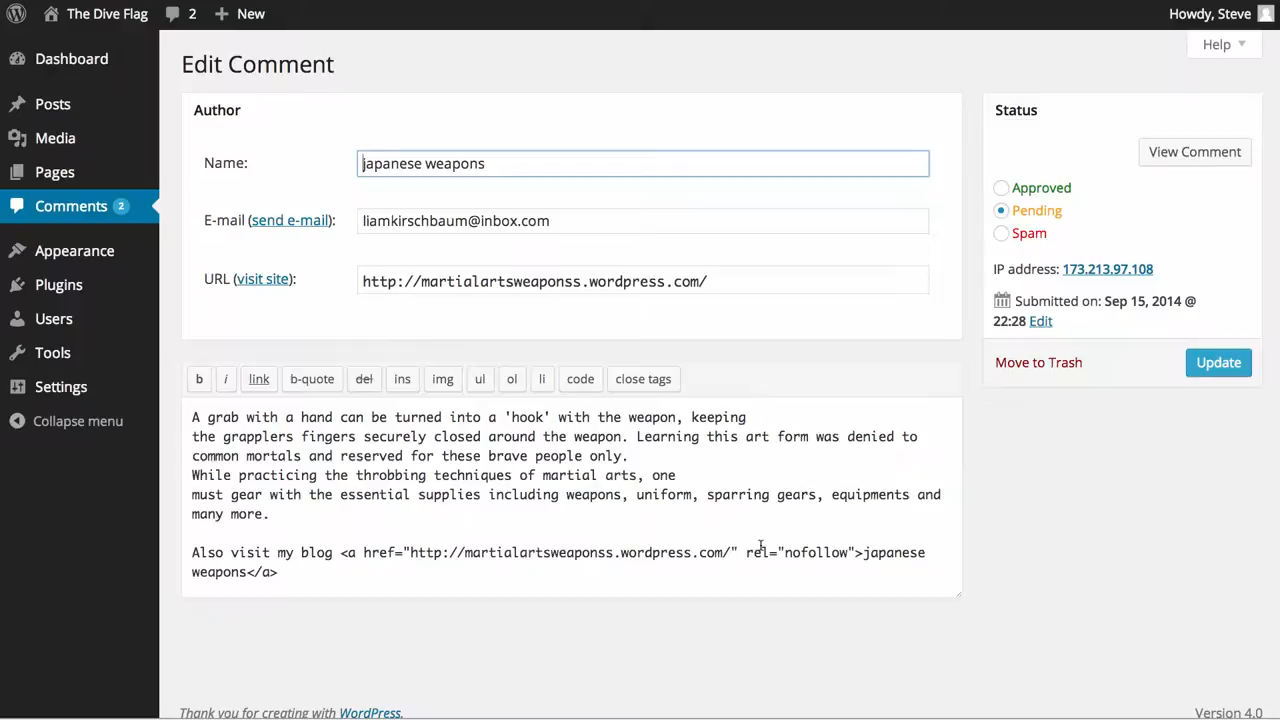 The Dive Flag 2 New Howdy, Steve
Help
Dashboard
Posts
Media
Pages
Comments 2
Appearance
Plugins
Users
Tools
Settings
Collapse menu
Edit Comment
Author
Name: japanese weapons
E-mail (send e-mail): liamkirschbaum@inbox.com
URL (visit site): http://martialartsweaponss.wordpress.com/
b i link b-quote del ins img ul ol li code close tags
A grab with a hand can be turned into a 'hook' with the weapon, keeping
the grapplers fingers securely closed around the weapon. Learning this art form was denied to
common mortals and reserved for these brave people only.
While practicing the throbbing techniques of martial arts, one
must gear with the essential supplies including weapons, uniform, sparring gears, equipments and
many more.
Also visit my blog <a href="http://martialartsweaponss.wordpress.com/" rel="nofollow">japanese
weapons</a>
Status
View Comment
Approved
Pending
Spam
IP address: 173.213.97.108
Submitted on: Sep 15, 2014 @
22:28 Edit
Move to Trash Update
Thank you for creating with WordPress. Version 4.0